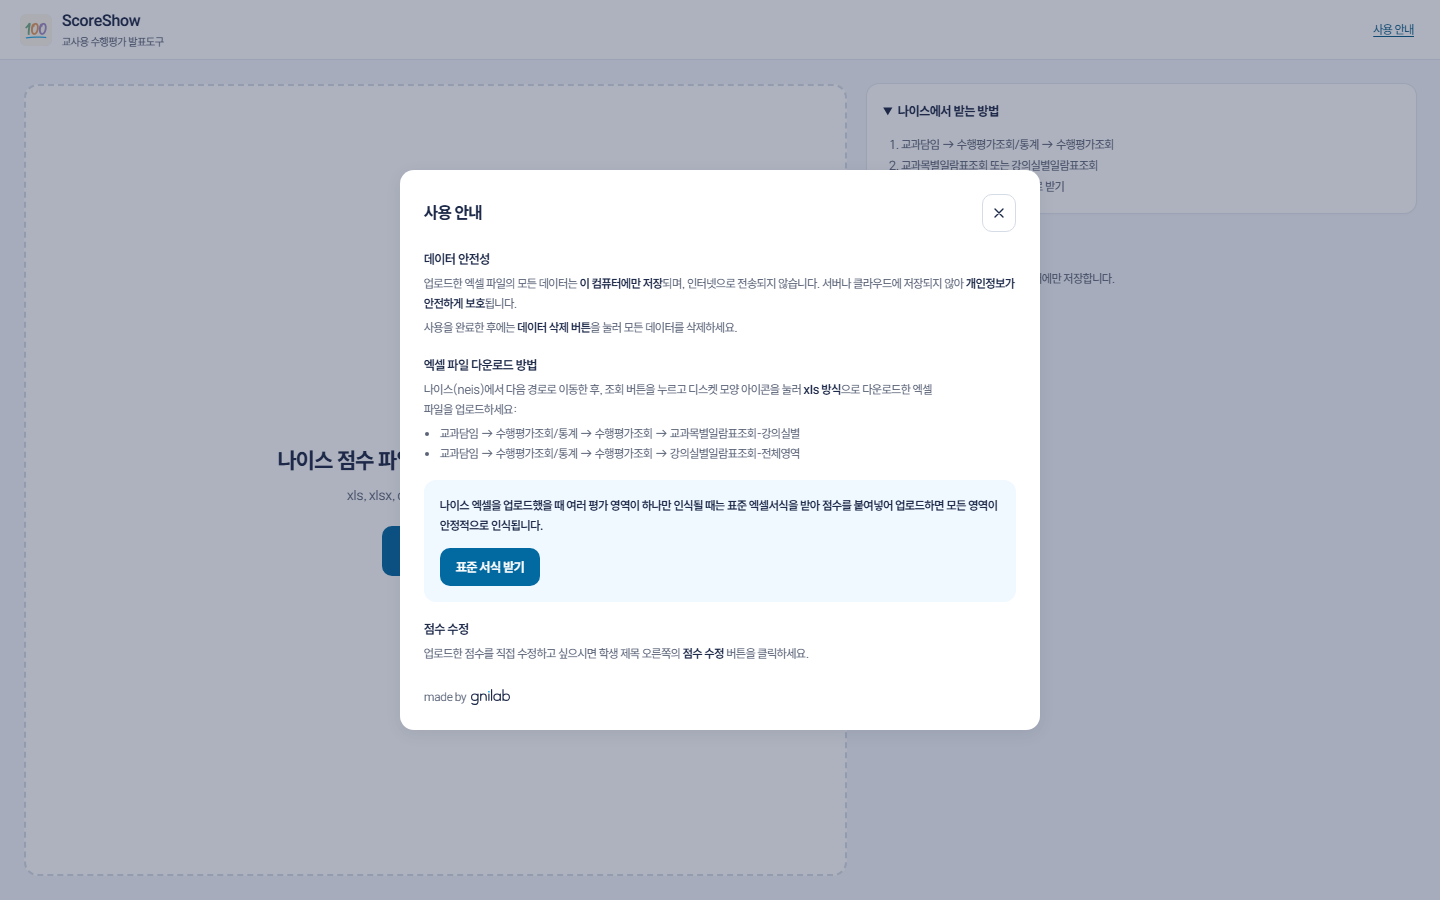 100
ScoreShow
교사용 수행평가 발표도구
사용 안내
▼ 나이스에서 받는 방법
1. 교과담임 → 수행평가조회/통계 → 수행평가조회
2. 교과목별일람표조회 또는 강의실별일람표조회
받기
에만 저장합니다.
나이스 점수
xls, xlsx,
사용 안내
×
데이터 안전성
업로드한 엑셀 파일의 모든 데이터는 이 컴퓨터에만 저장되며, 인터넷으로 전송되지 않습니다. 서버나 클라우드에 저장되지 않아 개인정보가
안전하게 보호됩니다.
사용을 완료한 후에는 데이터 삭제 버튼을 눌러 모든 데이터를 삭제하세요.
엑셀 파일 다운로드 방법
나이스(neis)에서 다음 경로로 이동한 후, 조회 버튼을 누르고 디스켓 모양 아이콘을 눌러 xls 방식으로 다운로드한 엑셀
파일을 업로드하세요:
• 교과담임 → 수행평가조회/통계 → 수행평가조회 → 교과목별일람표조회-강의실별
• 교과담임 → 수행평가조회/통계 → 수행평가조회 → 강의실별일람표조회-전체영역
나이스 엑셀을 업로드했을 때 여러 평가 영역이 하나만 인식될 때는 표준 엑셀서식을 받아 점수를 붙여넣어 업로드하면 모든 영역이
안정적으로 인식됩니다.
표준 서식 받기
점수 수정
업로드한 점수를 직접 수정하고 싶으시면 학생 제목 오른쪽의 점수 수정 버튼을 클릭하세요.
made by gnilab